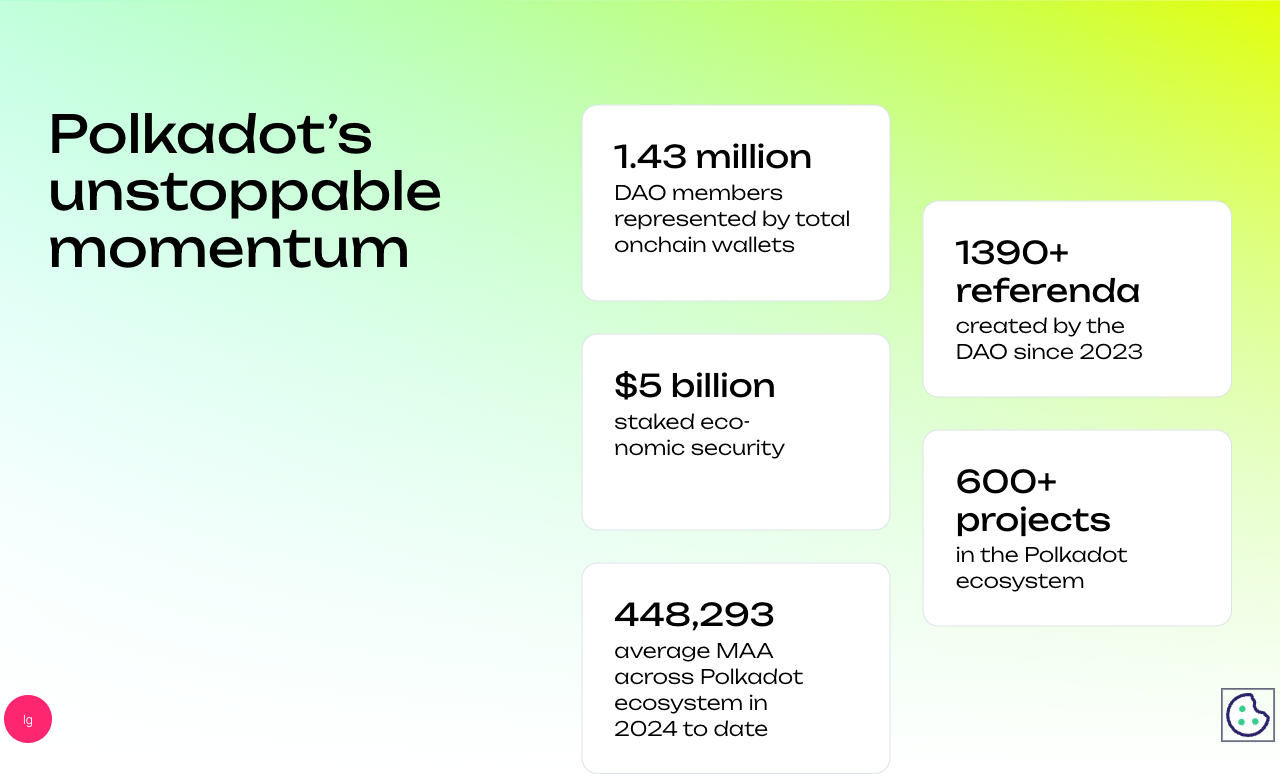 Polkadot’s
unstoppable
momentum
1.43 million
DAO members
represented by total
onchain wallets
$5 billion
staked eco-
nomic security
448,293
average MAA
across Polkadot
ecosystem in
2024 to date
1390+
referenda
created by the
DAO since 2023
600+
projects
in the Polkadot
ecosystem
lg